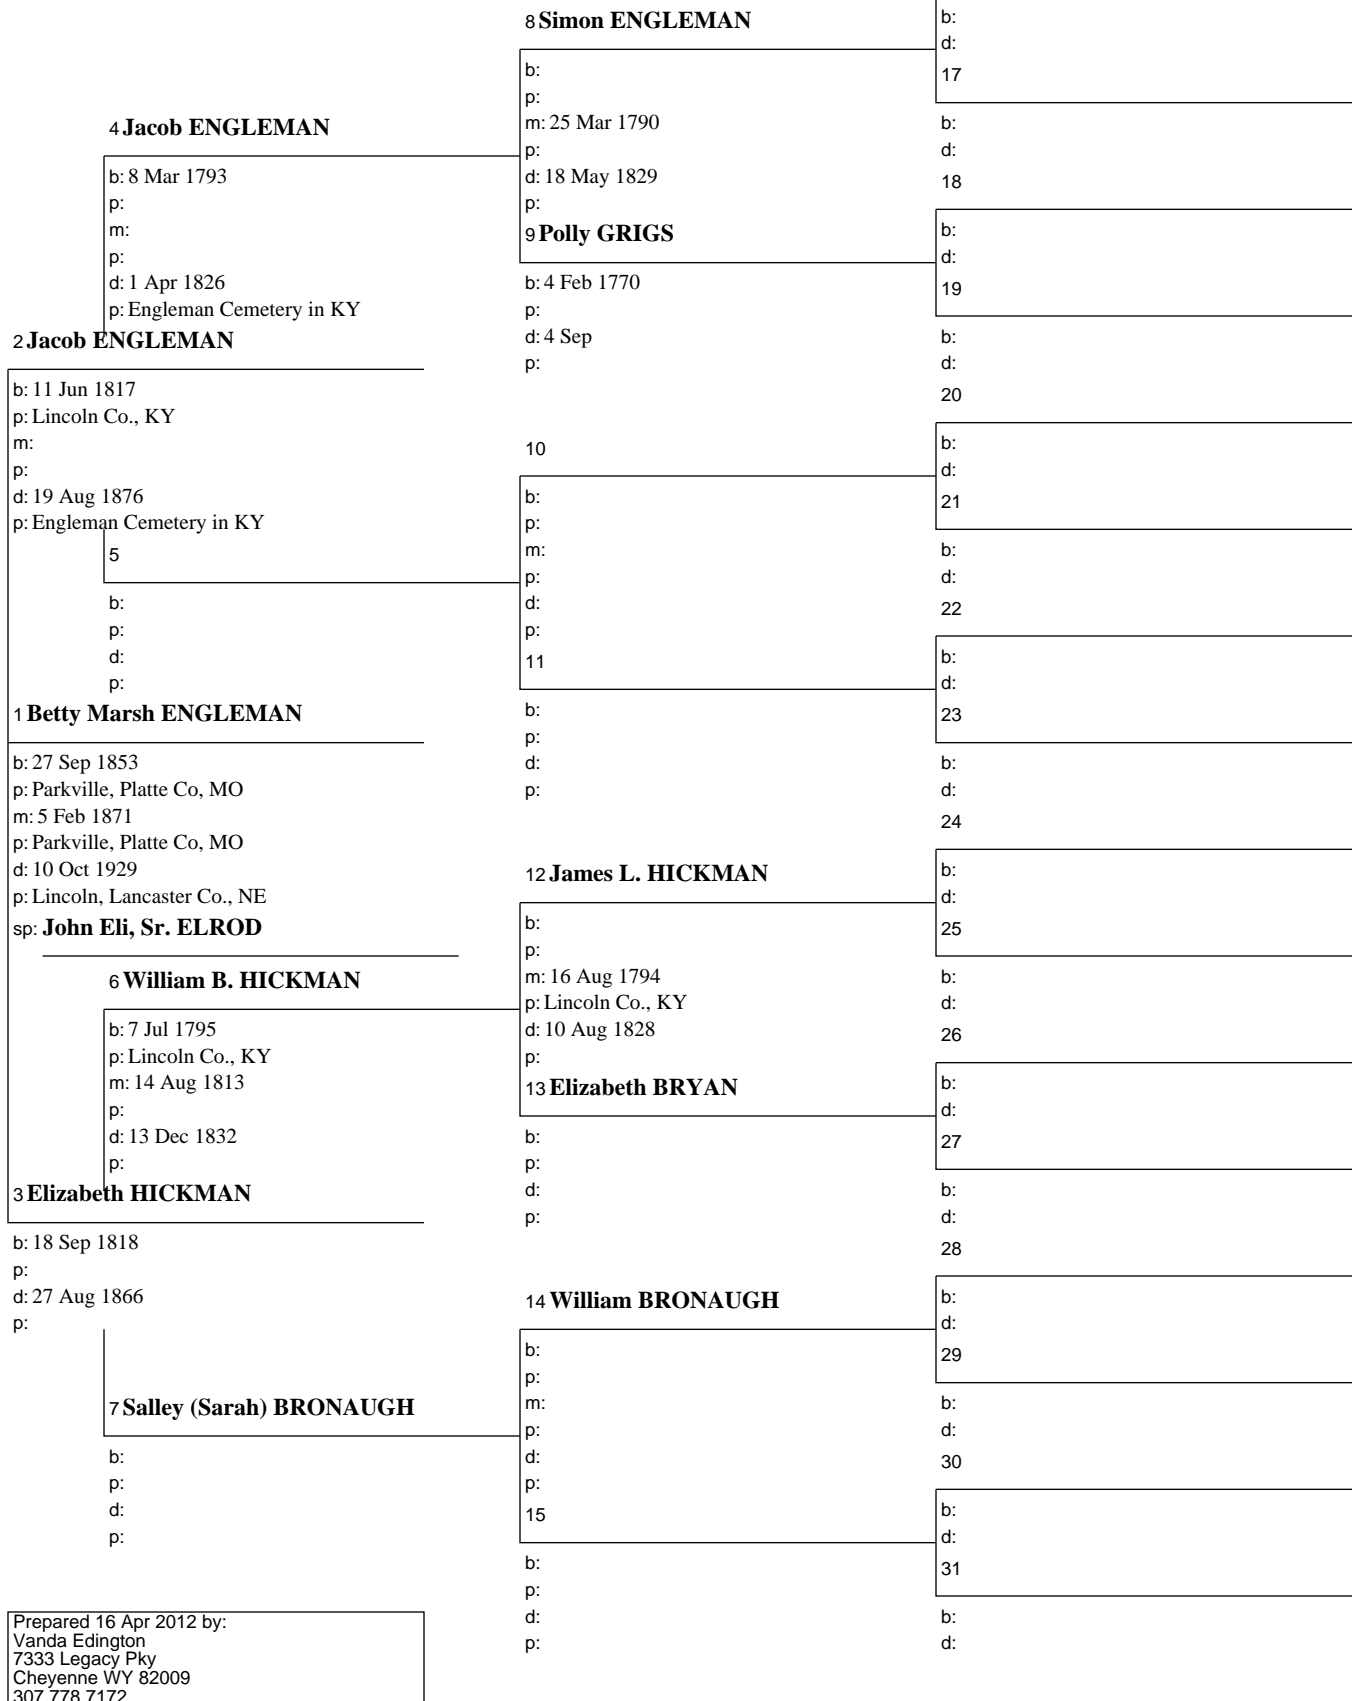 8 Simon ENGLEMAN
b:
p:
m: 25 Mar 1790
p:
d: 18 May 1829
p:
4 Jacob ENGLEMAN
b: 8 Mar 1793
p:
m:
p:
d: 1 Apr 1826
p: Engleman Cemetery in KY
9 Polly GRIGS
b: 4 Feb 1770
p:
d: 4 Sep
p:
2 Jacob ENGLEMAN
b: 11 Jun 1817
p: Lincoln Co., KY
m:
p:
d: 19 Aug 1876
p: Engleman Cemetery in KY
10
b:
p:
m:
p:
d:
p:
5
b:
p:
d:
p:
11
b:
p:
d:
p:
1 Betty Marsh ENGLEMAN
b: 27 Sep 1853
p: Parkville, Platte Co, MO
m: 5 Feb 1871
p: Parkville, Platte Co, MO
d: 10 Oct 1929
p: Lincoln, Lancaster Co., NE
sp: John Eli, Sr. ELROD
12 James L. HICKMAN
b:
p:
m: 16 Aug 1794
p: Lincoln Co., KY
d: 10 Aug 1828
p:
6 William B. HICKMAN
b: 7 Jul 1795
p: Lincoln Co., KY
m: 14 Aug 1813
p:
d: 13 Dec 1832
p:
13 Elizabeth BRYAN
b:
p:
d:
p:
3 Elizabeth HICKMAN
b: 18 Sep 1818
p:
d: 27 Aug 1866
p:
14 William BRONAUGH
b:
p:
m:
p:
d:
p:
7 Salley (Sarah) BRONAUGH
b:
p:
d:
p:
15
b:
p:
d:
p:
b:
d:
17
b:
d:
18
b:
d:
19
b:
d:
20
b:
d:
21
b:
d:
22
b:
d:
23
b:
d:
24
b:
d:
25
b:
d:
26
b:
d:
27
b:
d:
28
b:
d:
29
b:
d:
30
b:
d:
31
b:
d:
Prepared 16 Apr 2012 by:
Vanda Edington
7333 Legacy Pky
Cheyenne WY 82009
307 778 7172